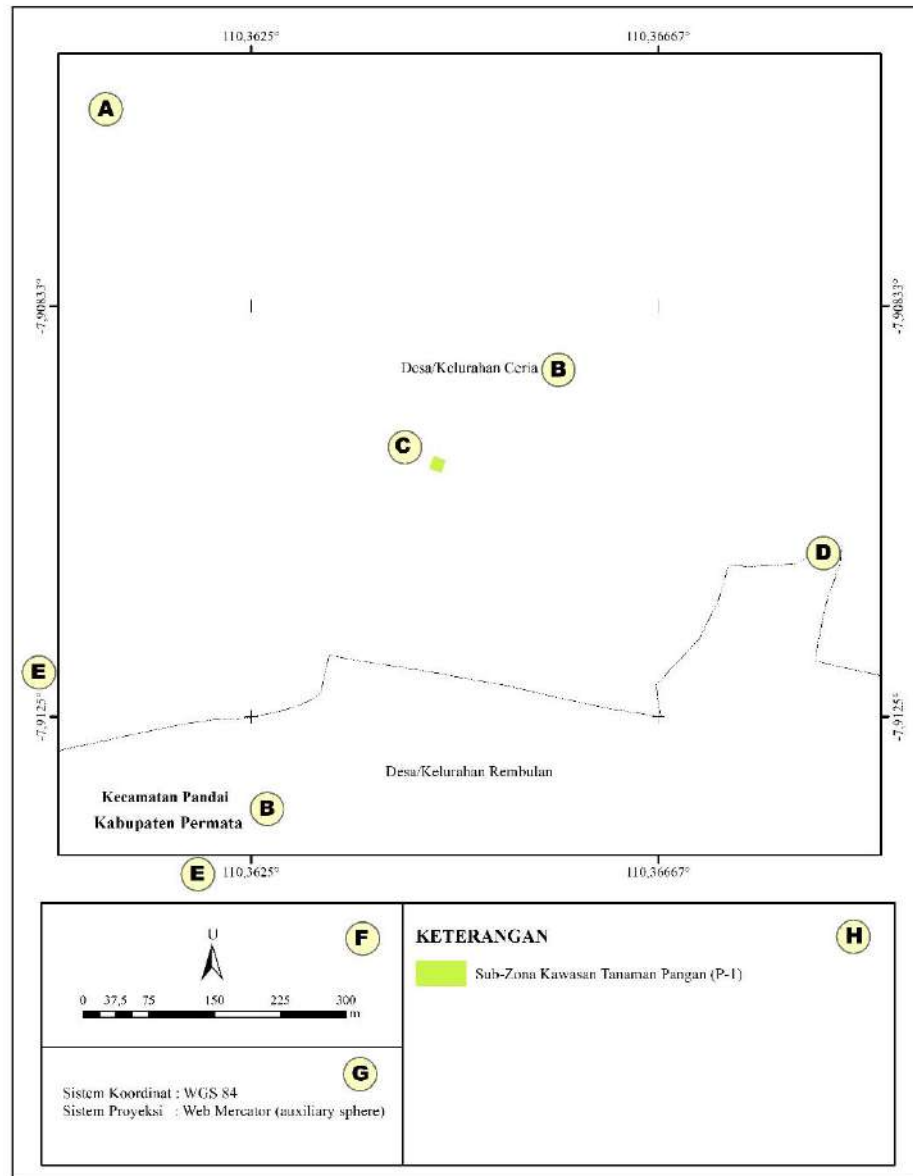 110,3625° 110,36667°
A
-7,90833° -7,90833°
Desa/Kelurahan Ceria B
C
D
E
-7,9125° -7,9125°
Desa/Kelurahan Rembulan
Kecamatan Pandai
Kabupaten Permata B
E 110,3625° 110,36667°
U F
0 37,5 75 150 225 300
m
G
Sistem Koordinat : WGS 84
Sistem Proyeksi : Web Mercator (auxiliary sphere)
KETERANGAN H
Sub-Zona Kawasan Tanaman Pangan (P-1)